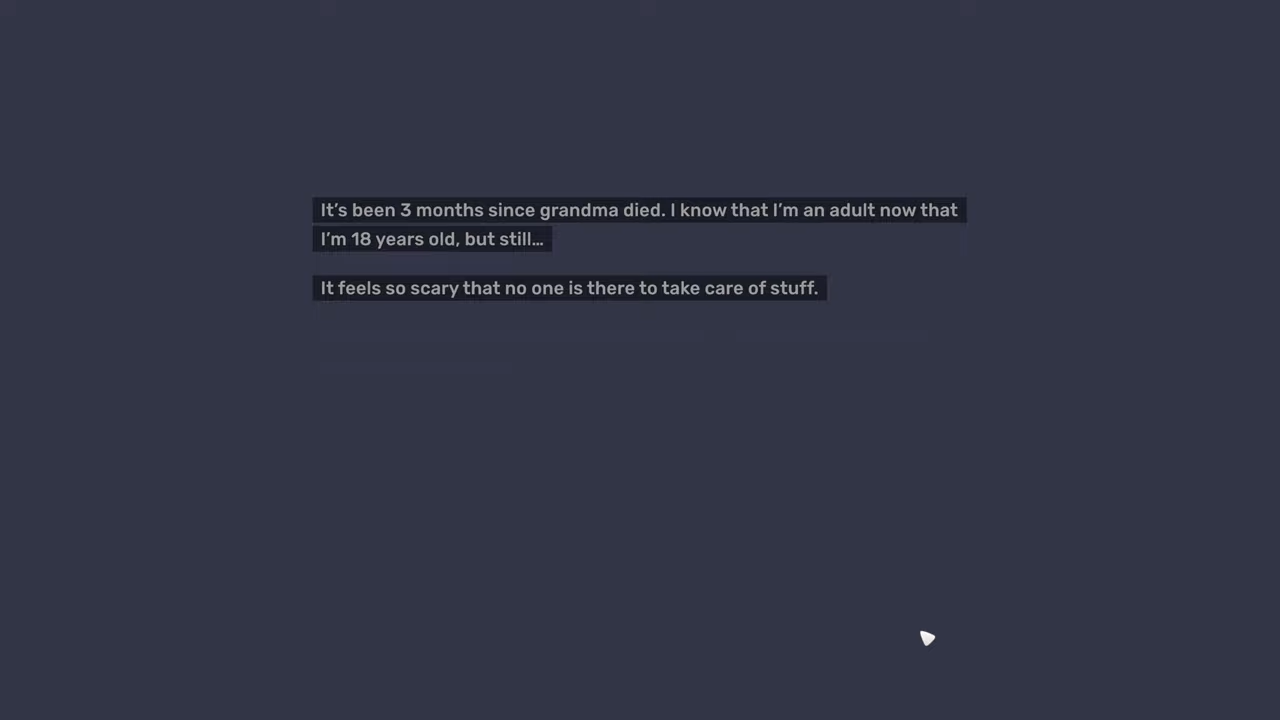 It’s been 3 months since grandma died. I know that I’m an adult now that
I’m 18 years old, but still…
It feels so scary that no one is there to take care of stuff.